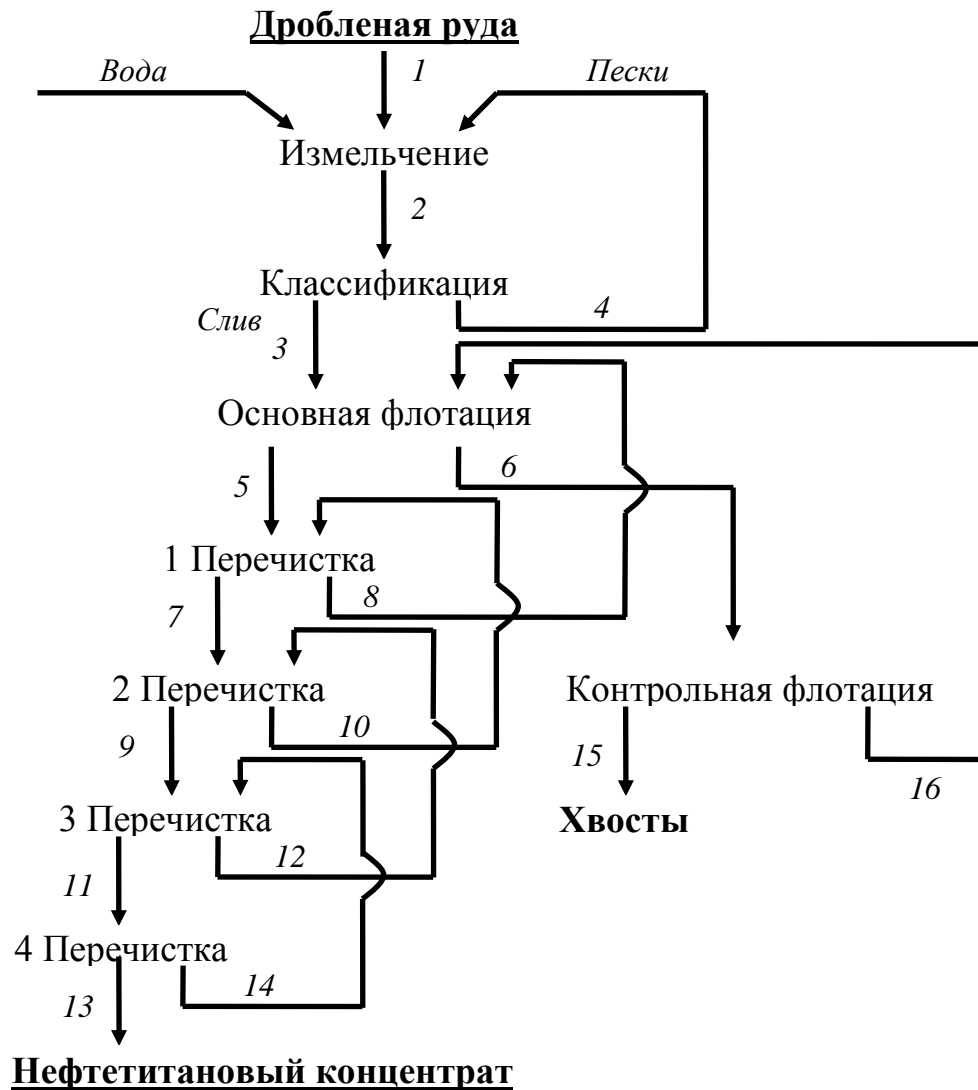 Дробленая руда
Вода
1
Пески
Измельчение
2
Классификация
Слив
4
3
Основная флотация
5
6
1 Перечистка
7
8
2 Перечистка
Контрольная флотация
9
10
15
16
3 Перечистка
Хвосты
11
12
4 Перечистка
13
14
Нефтетитановый концентрат